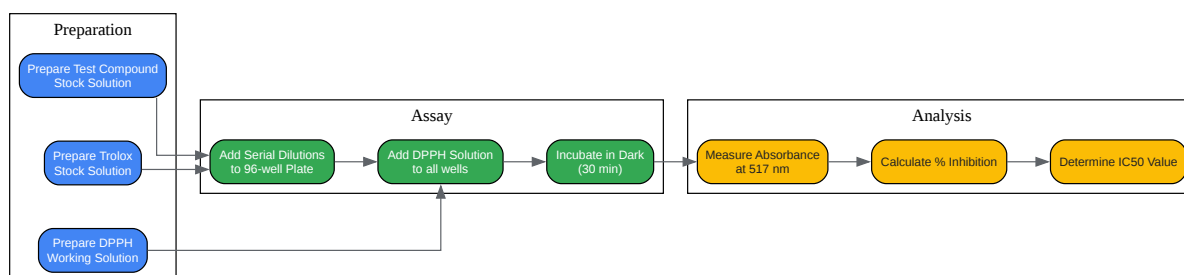 Preparation
Prepare Test Compound
Stock Solution
Prepare Trolox
Stock Solution
Prepare DPPH
Working Solution
Assay
Add Serial Dilutions
to 96-well Plate
Add DPPH Solution
to all wells
Incubate in Dark
(30 min)
Analysis
Measure Absorbance
at 517 nm
Calculate % Inhibition
Determine IC50 Value